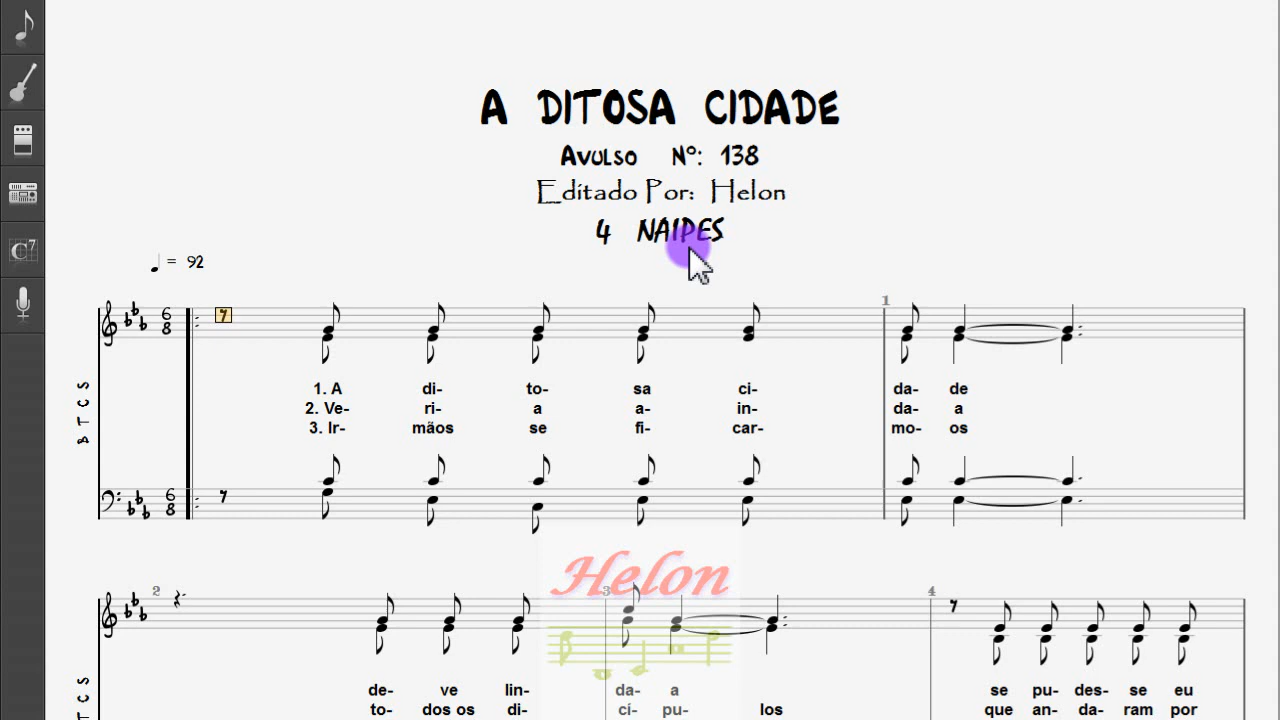 A DITOSA CIDADE
AVULSO Nº: 138
Editado Por: Helon
4 NAIPES
= 92
6
8
7
1
1. A di- to- sa ci- da- de
2. Ve- ri- a a- in- da- a
3. Ir- mãos se fi- car- mo- os
B T C S
6
8
Helon
2 3 4
de- ve lin- da- a se pu- des- se eu
to- dos os di- ci- pu- los que an- da- ram por
T C S
C7